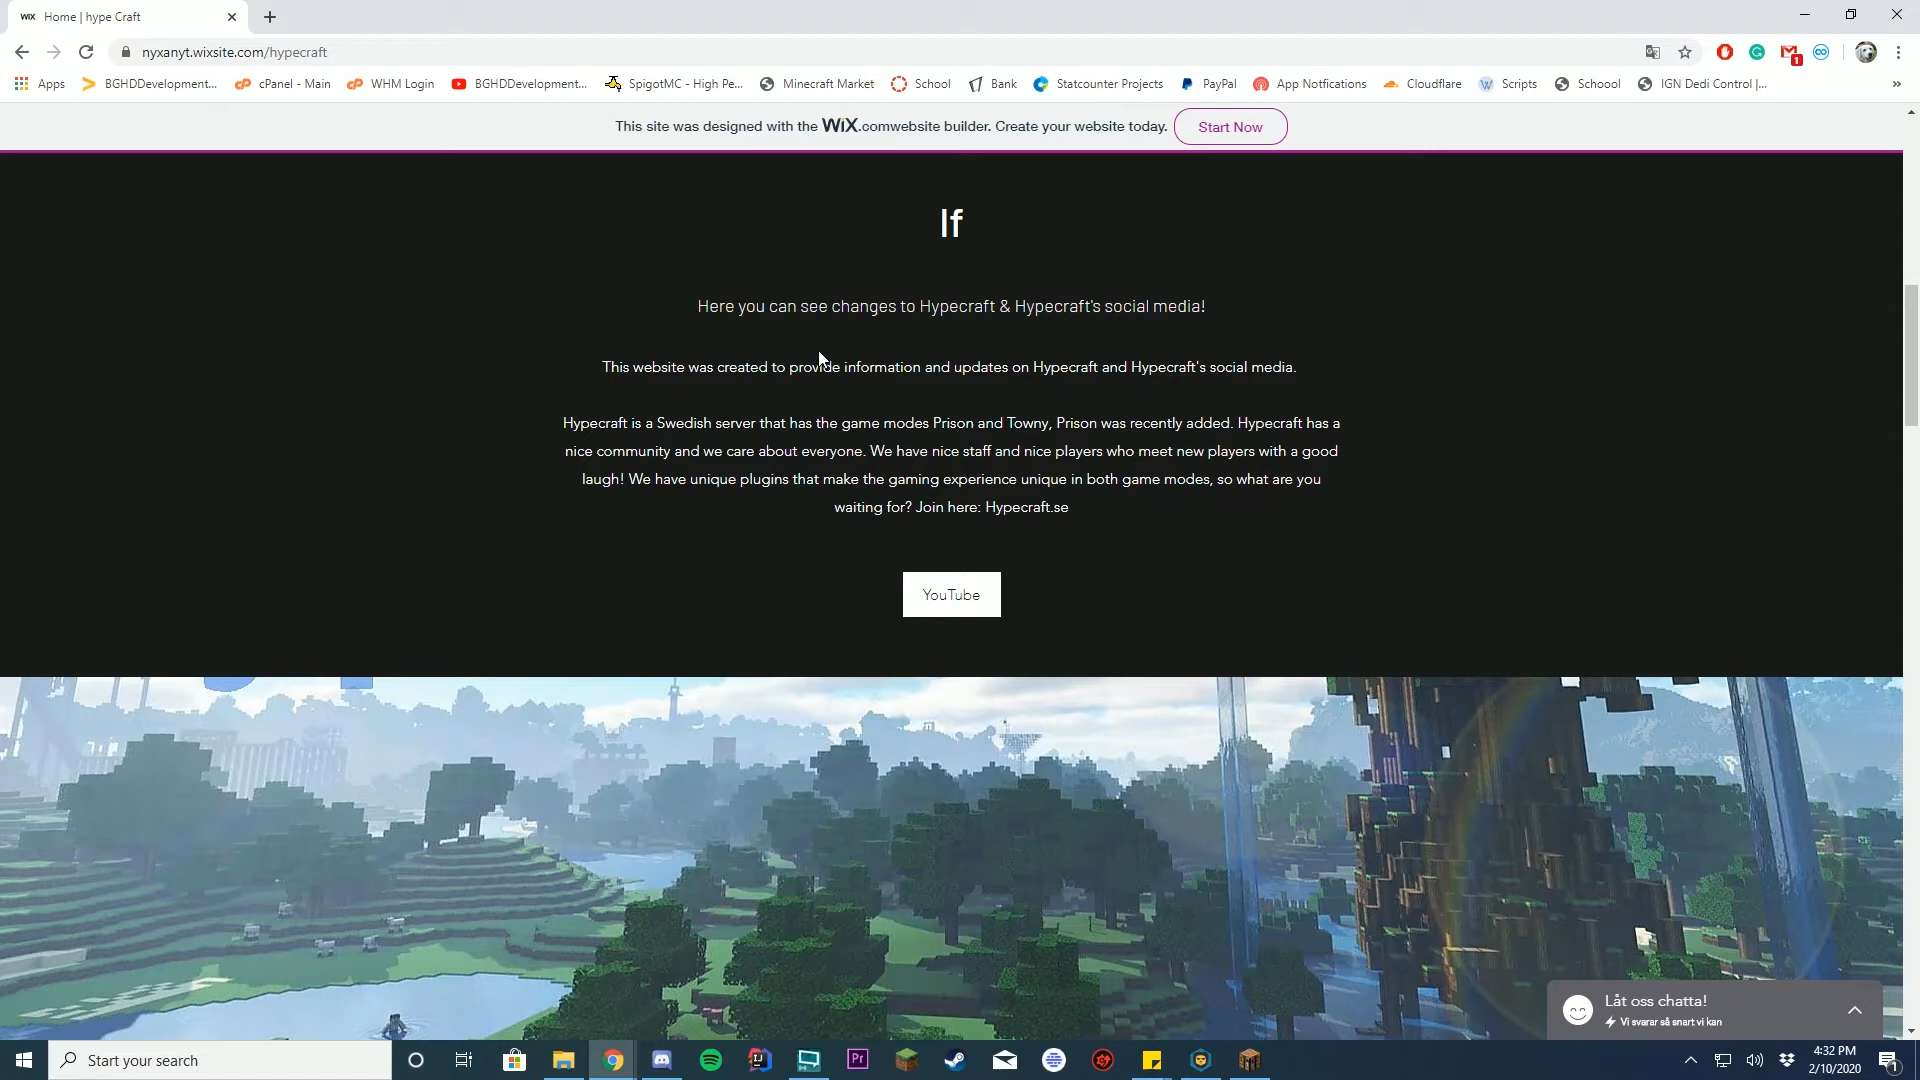 WiX Home | hype Craft
nyxanyt.wixsite.com/hypecraft
1
Apps BGHDDevelopment... cPanel - Main WHM Login BGHDDevelopment... SpigotMC - High Pe... Minecraft Market School Bank Statcounter Projects PayPal App Notfications Cloudflare Scripts Schoool IGN Dedi Control |... »
This site was designed with the WiX.comwebsite builder. Create your website today. Start Now
If
Here you can see changes to Hypecraft & Hypecraft's social media!
This website was created to provide information and updates on Hypecraft and Hypecraft's social media.
Hypecraft is a Swedish server that has the game modes Prison and Towny, Prison was recently added. Hypecraft has a
nice community and we care about everyone. We have nice staff and nice players who meet new players with a good
laugh! We have unique plugins that make the gaming experience unique in both game modes, so what are you
waiting for? Join here: Hypecraft.se
YouTube
Låt oss chatta!
Vi svarar så snart vi kan
Start your search
Pr
4:32 PM
2/10/2020
1